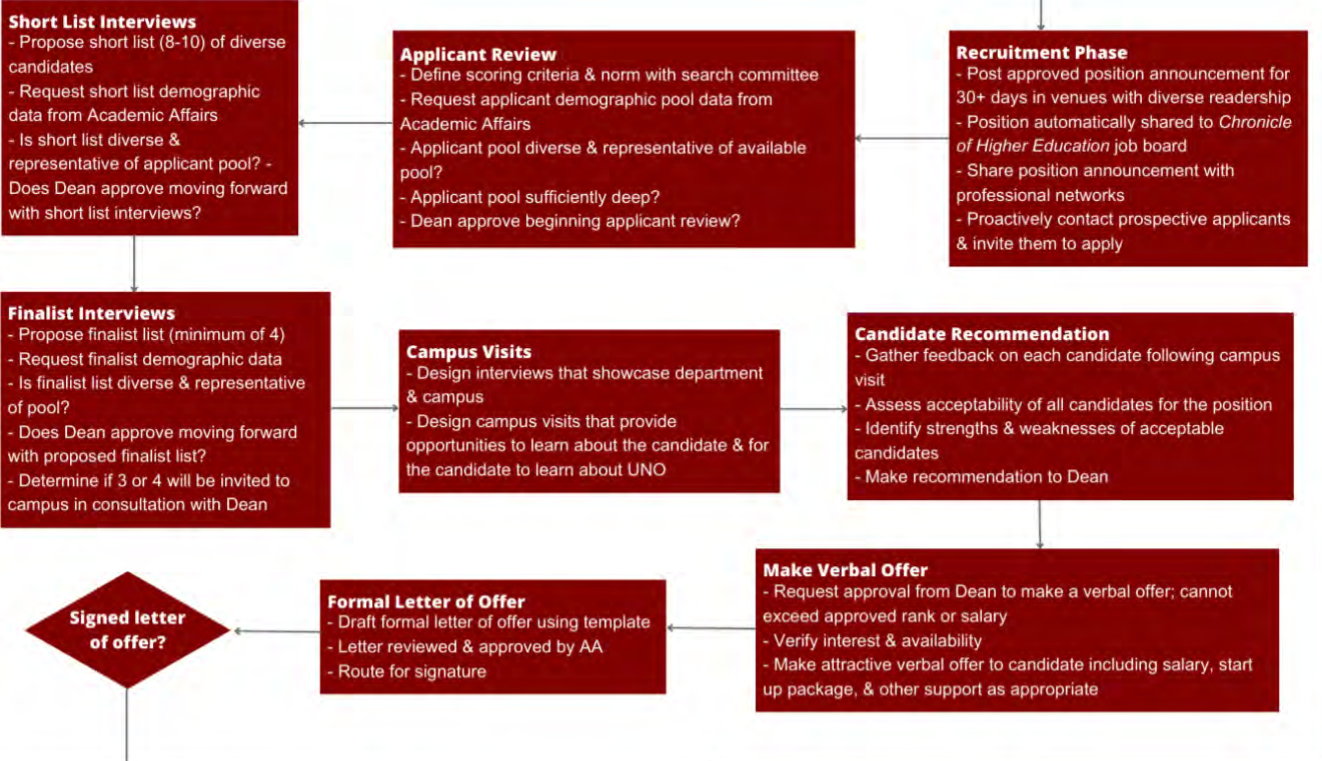 Short List Interviews
- Propose short list (8-10) of diverse
candidates
- Request short list demographic
data from Academic Affairs
- Is short list diverse &
representative of applicant pool? -
Does Dean approve moving forward
with short list interviews?
Applicant Review
- Define scoring criteria & norm with search committee
- Request applicant demographic pool data from
Academic Affairs
- Applicant pool diverse & representative of available
pool?
- Applicant pool sufficiently deep?
- Dean approve beginning applicant review?
Recruitment Phase
- Post approved position announcement for
30+ days in venues with diverse readership
- Position automatically shared to Chronicle
of Higher Education job board
- Share position announcement with
professional networks
- Proactively contact prospective applicants
& invite them to apply
Finalist Interviews
- Propose finalist list (minimum of 4)
- Request finalist demographic data
- Is finalist list diverse & representative
of pool?
- Does Dean approve moving forward
with proposed finalist list?
- Determine if 3 or 4 will be invited to
campus in consultation with Dean
Campus Visits
- Design interviews that showcase department
& campus
- Design campus visits that provide
opportunities to learn about the candidate & for
the candidate to learn about UNO
Candidate Recommendation
- Gather feedback on each candidate following campus
visit
- Assess acceptability of all candidates for the position
- Identify strengths & weaknesses of acceptable
candidates
- Make recommendation to Dean
Make Verbal Offer
- Request approval from Dean to make a verbal offer; cannot
exceed approved rank or salary
- Verify interest & availability
- Make attractive verbal offer to candidate including salary, start
up package, & other support as appropriate
Formal Letter of Offer
- Draft formal letter of offer using template
- Letter reviewed & approved by AA
- Route for signature
Signed letter
of offer?